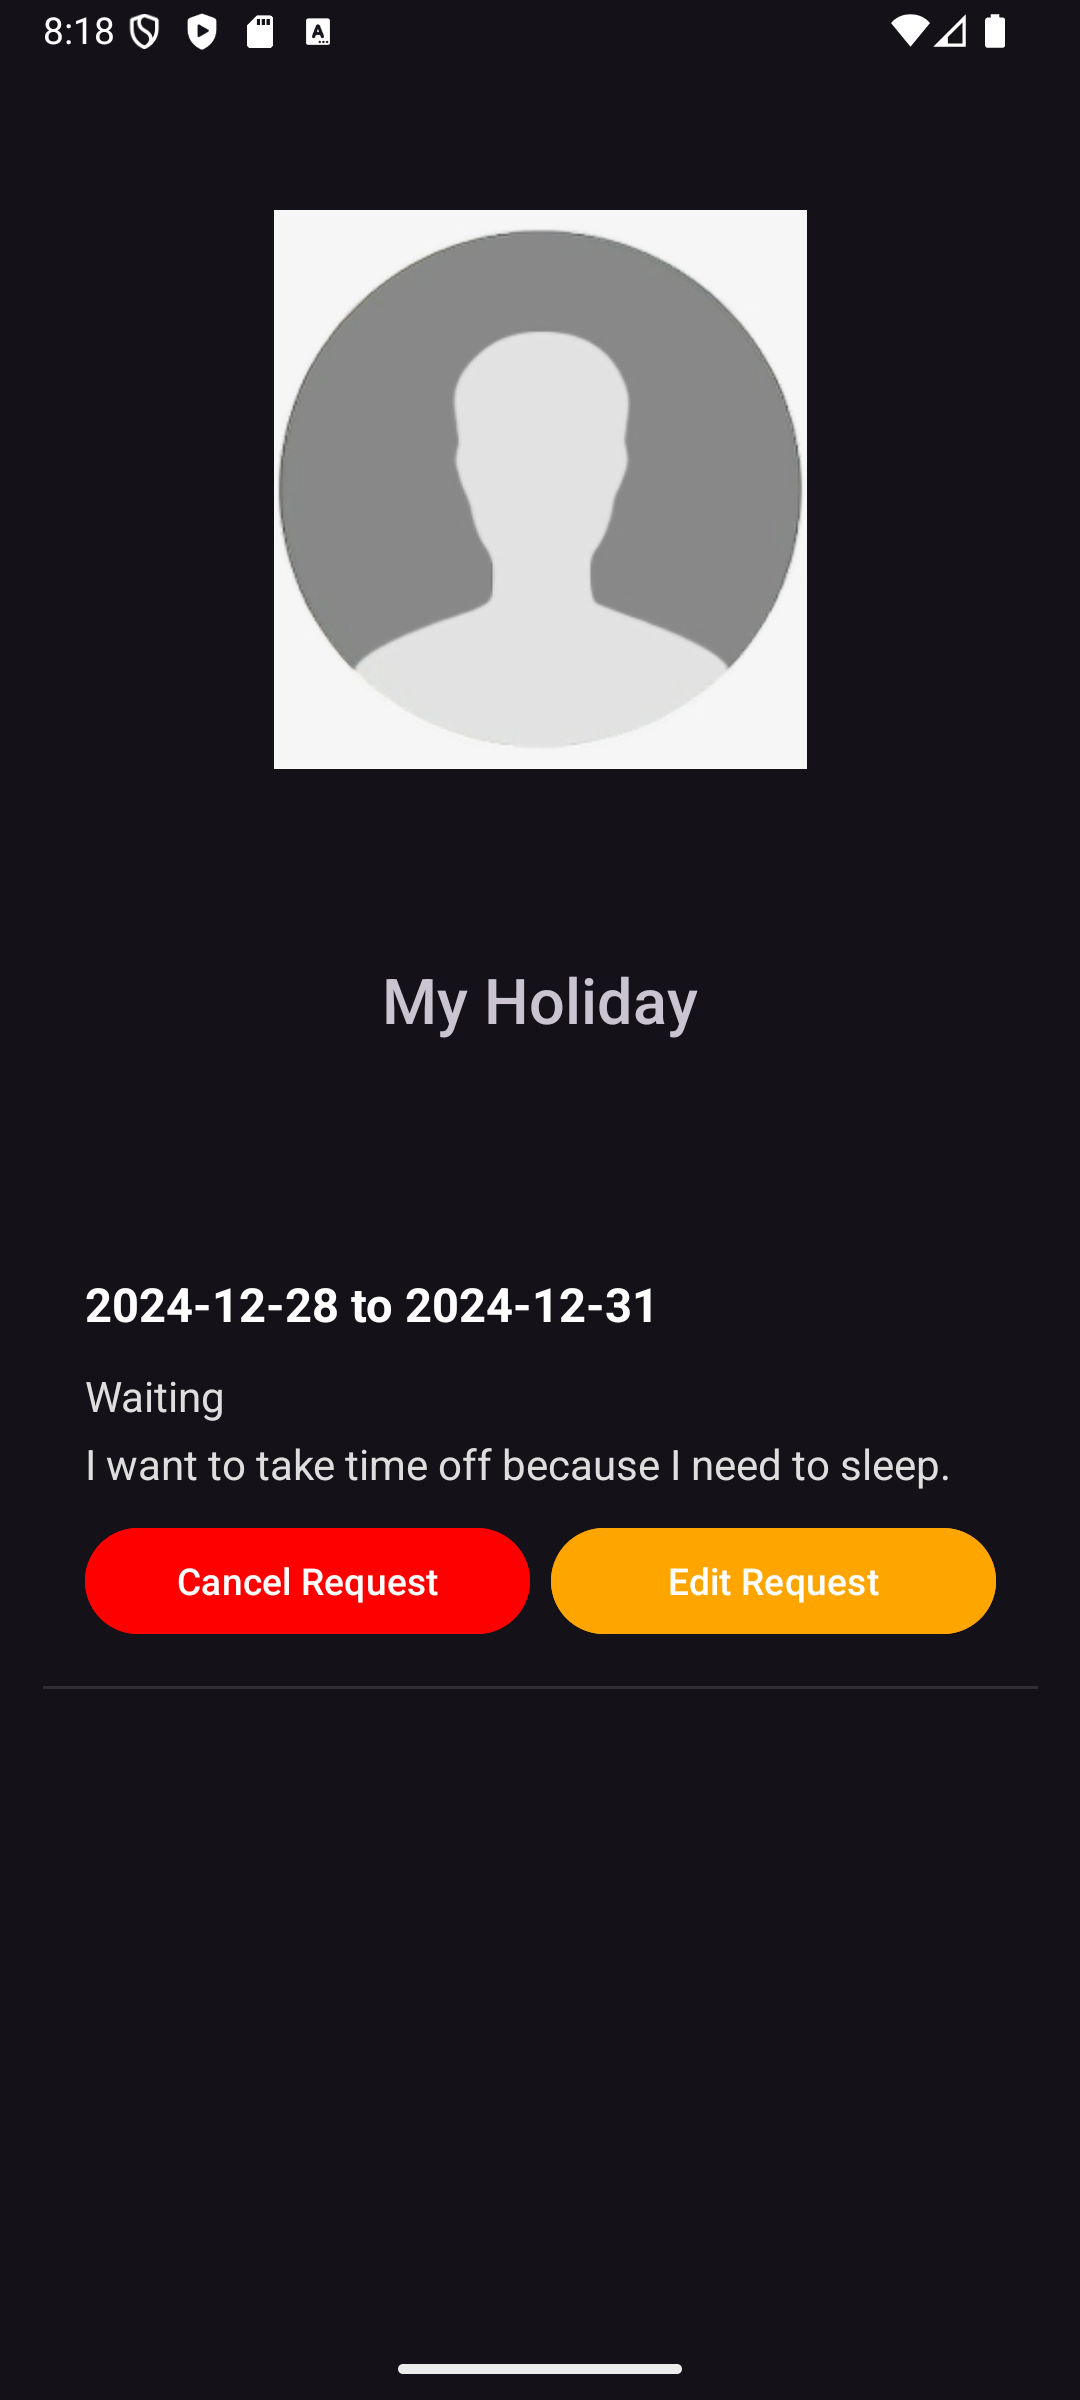 8:18
My Holiday
2024-12-28 to 2024-12-31
Waiting
I want to take time off because I need to sleep.
Cancel Request
Edit Request